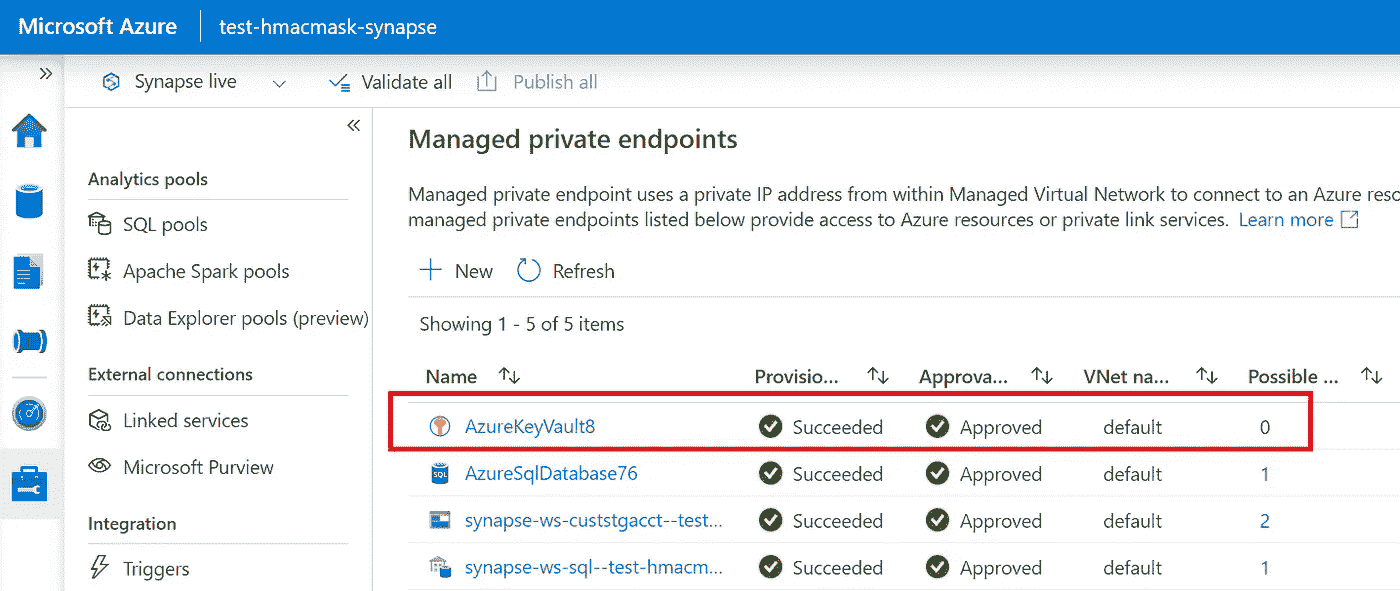 Microsoft Azure test-hmacmask-synapse
Synapse live Validate all Publish all
Analytics pools
SQL pools
Apache Spark pools
Data Explorer pools (preview)
External connections
Linked services
Microsoft Purview
Integration
Triggers
Managed private endpoints
Managed private endpoint uses a private IP address from within Managed Virtual Network to connect to an Azure reso
managed private endpoints listed below provide access to Azure resources or private link services. Learn more
New Refresh
Showing 1 - 5 of 5 items
Name Provisio... Approva... VNet na... Possible ...
AzureKeyVault8 Succeeded Approved default 0
SQL AzureSqlDatabase76 Succeeded Approved default 1
synapse-ws-custstgacct--test... Succeeded Approved default 2
synapse-ws-sql--test-hmacm... Succeeded Approved default 1